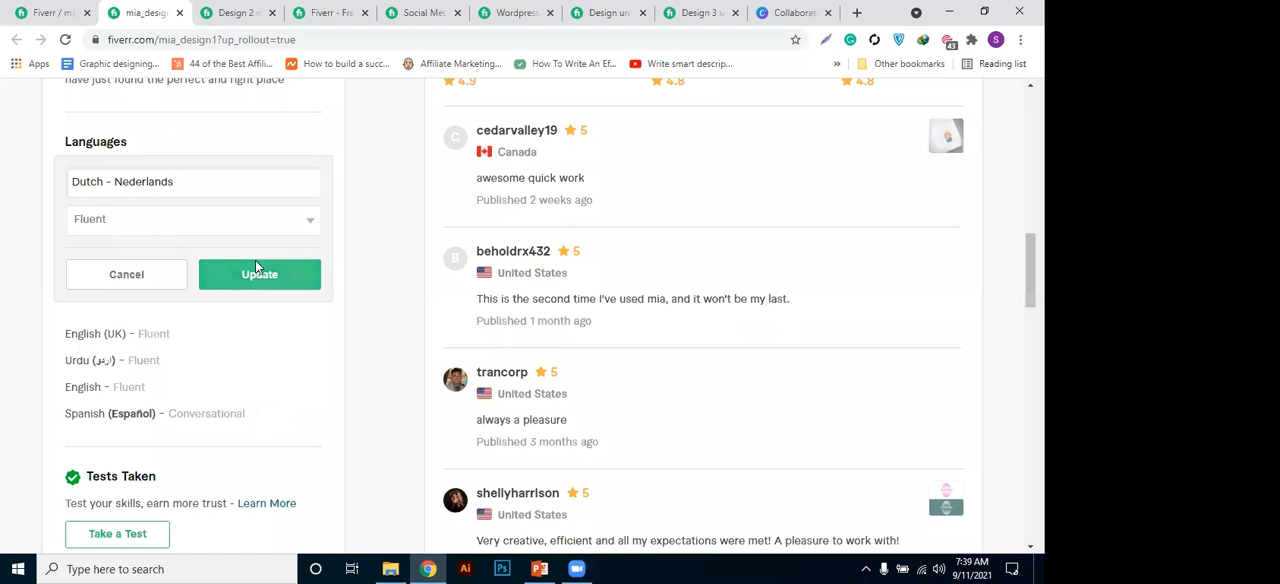 Fiverr / mi
mia_desig
Design 2 n
Fiverr - Fre
Social Med
Wordpress
Design un
Design 3 u
Collaborat
fiverr.com/mia_design1?up_rollout=true
43
S
Apps
Graphic designing...
44 of the Best Affili...
How to build a succ...
Affiliate Marketing...
How To Write An Ef...
Write smart descrip...
»
Other bookmarks
Reading list
have just found the perfect and right place
Languages
Dutch - Nederlands
Fluent
Cancel
Update
English (UK) - Fluent
Urdu (اردو) - Fluent
English - Fluent
Spanish (Español) - Conversational
Tests Taken
Test your skills, earn more trust - Learn More
Take a Test
4.9
4.8
4.8
C
cedarvalley19 5
Canada
awesome quick work
Published 2 weeks ago
B
beholdrx432 5
United States
This is the second time I've used mia, and it won't be my last.
Published 1 month ago
trancorp 5
United States
always a pleasure
Published 3 months ago
shellyharrison 5
United States
Very creative, efficient and all my expectations were met! A pleasure to work with!
Type here to search
Ai
Ps
7:39 AM
9/11/2021